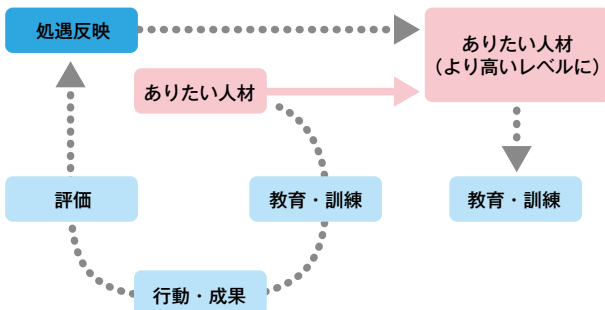 処遇反映
ありたい人材
（より高いレベルに）
ありたい人材
評価
教育・訓練
教育・訓練
行動・成果